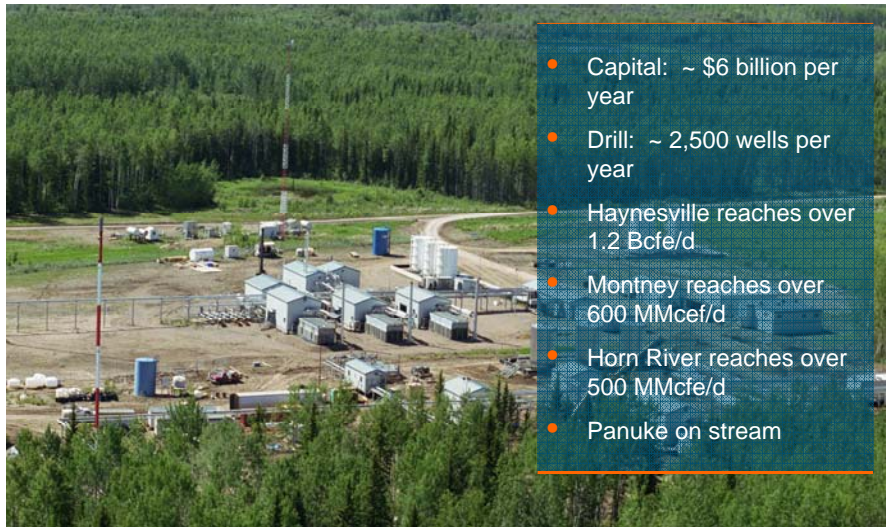 • Capital: ~ $6 billion per
year
• Drill: ~ 2,500 wells per
year
• Haynesville reaches over
1.2 Bcfe/d
• Montney reaches over
600 MMcef/d
• Horn River reaches over
500 MMcfe/d
• Panuke on stream